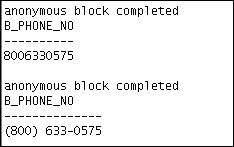 anonymous block completed
B_PHONE_NO
----------
8006330575

anonymous block completed
B_PHONE_NO
--------------
(800) 633-0575